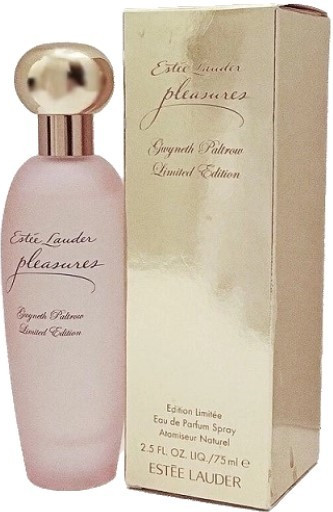 Estée Lauder
pleasures
Gwyneth Paltrow
Limited Edition
Estée Lauder
pleasures
Gwyneth Paltrow
Limited Edition
Edition Limitée
Eau de Parfum Spray
Atomiseur Naturel
2.5 FL. OZ. LIQ./75 ml e
ESTĒE LAUDER